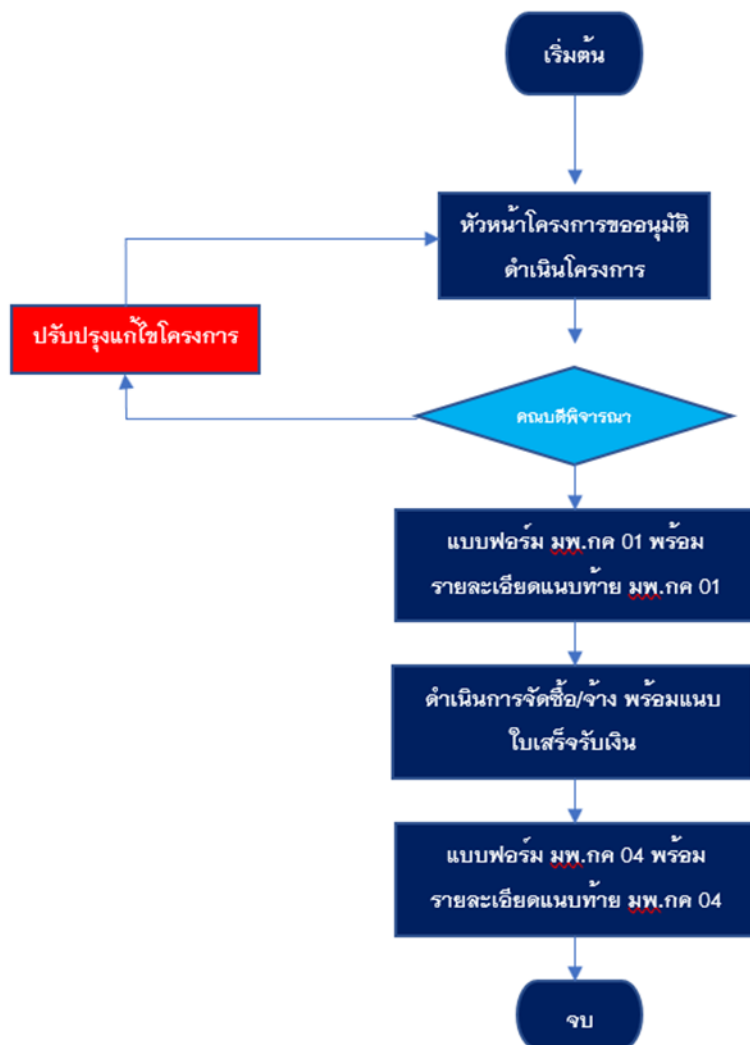 เริ่มต้น
หัวหน้าโครงการขออนุมัติ
ดำเนินโครงการ
ปรับปรุงแก้ไขโครงการ
คณบดีพิจารณา
แบบฟอร์ม มพ.กค 01 พร้อม
รายละเอียดแนบท้าย มพ.กค 01
ดำเนินการจัดซื้อ/จ้าง พร้อมแนบ
ใบเสร็จรับเงิน
แบบฟอร์ม มพ.กค 04 พร้อม
รายละเอียดแนบท้าย มพ.กค 04
จบ